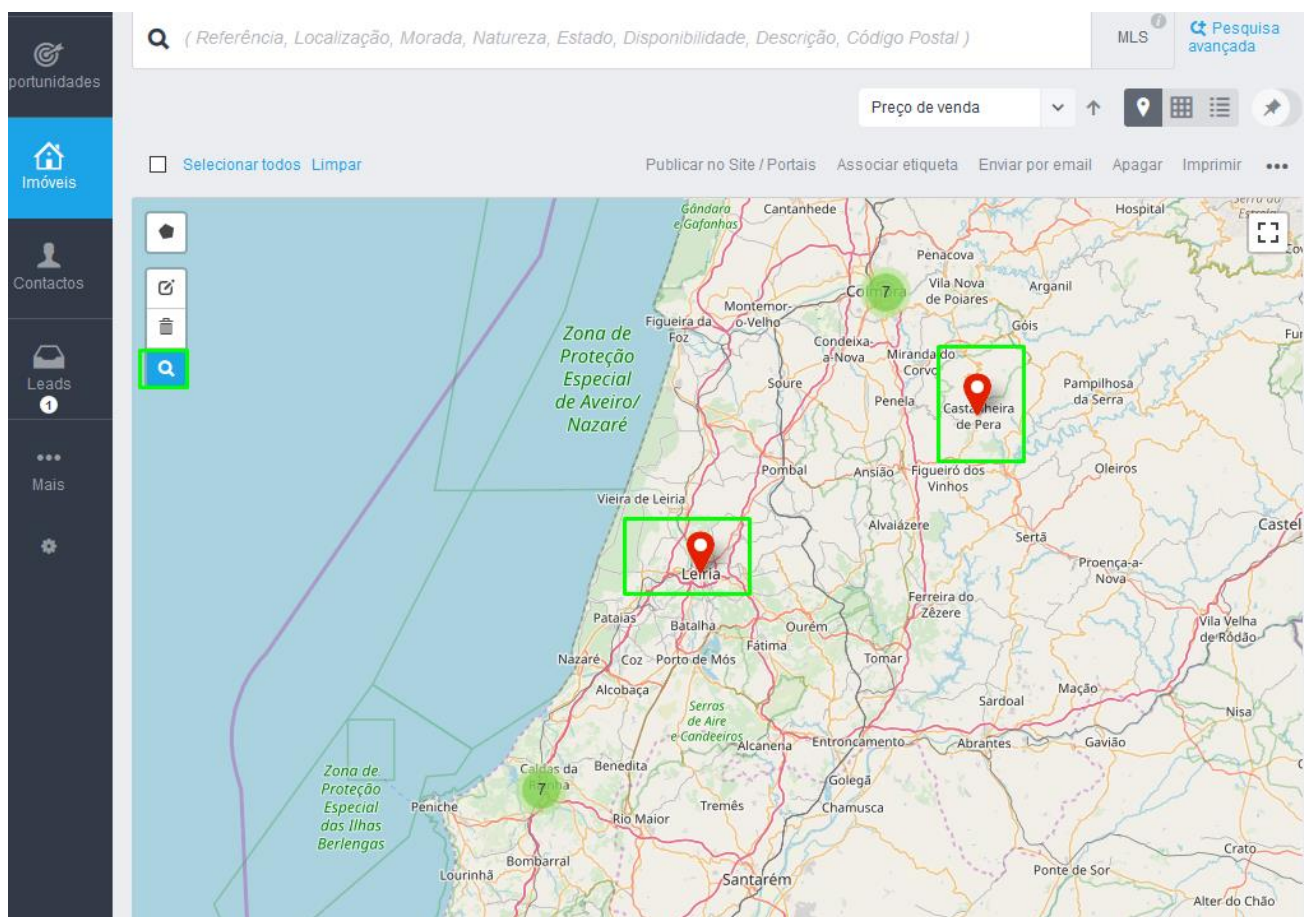 ( Referência, Localização, Morada, Natureza, Estado, Disponibilidade, Descrição, Código Postal )
MLS
i
Pesquisa
avançada
portunidades
Preço de venda
Imóveis
Selecionar todos Limpar
Publicar no Site / Portais Associar etiqueta Enviar por email Apagar Imprimir
Contactos
Leads
1
Mais
Gândara
e Gafanhas
Cantanhede
Hospital
Penacova
Coimbra
7
Vila Nova
de Poiares
Arganil
Montemor-
o-Velho
Figueira da
Foz
Góis
Zona de
Proteção
Especial
de Aveiro/
Nazaré
Condeixa-
a-Nova
Miranda do
Corvo
Soure
Penela
Castanheira
de Pera
Pampilhosa
da Serra
Pombal
Ansião
Figueiró dos
Vinhos
Oleiros
Vieira de Leiria
Alvaiázere
Sertã
Castel
Leiria
Proença-a-
Nova
Ferreira do
Zêzere
Pataias
Batalha
Ourém
Vila Velha
de Ródão
Fátima
Nazaré
Coz
Porto de Mós
Tomar
Alcobaça
Mação
Serras
de Aire
e Candeeiros
Sardoal
Nisa
Alcanena
Entroncamento
Abrantes
Gavião
Caldas da
Rainha
7
Benedita
Zona de
Proteção
Especial
das Ilhas
Berlengas
Peniche
Golegã
Rio Maior
Tremês
Chamusca
Crato
Bombarral
Lourinhã
Santarém
Ponte de Sor
Alter do Chão